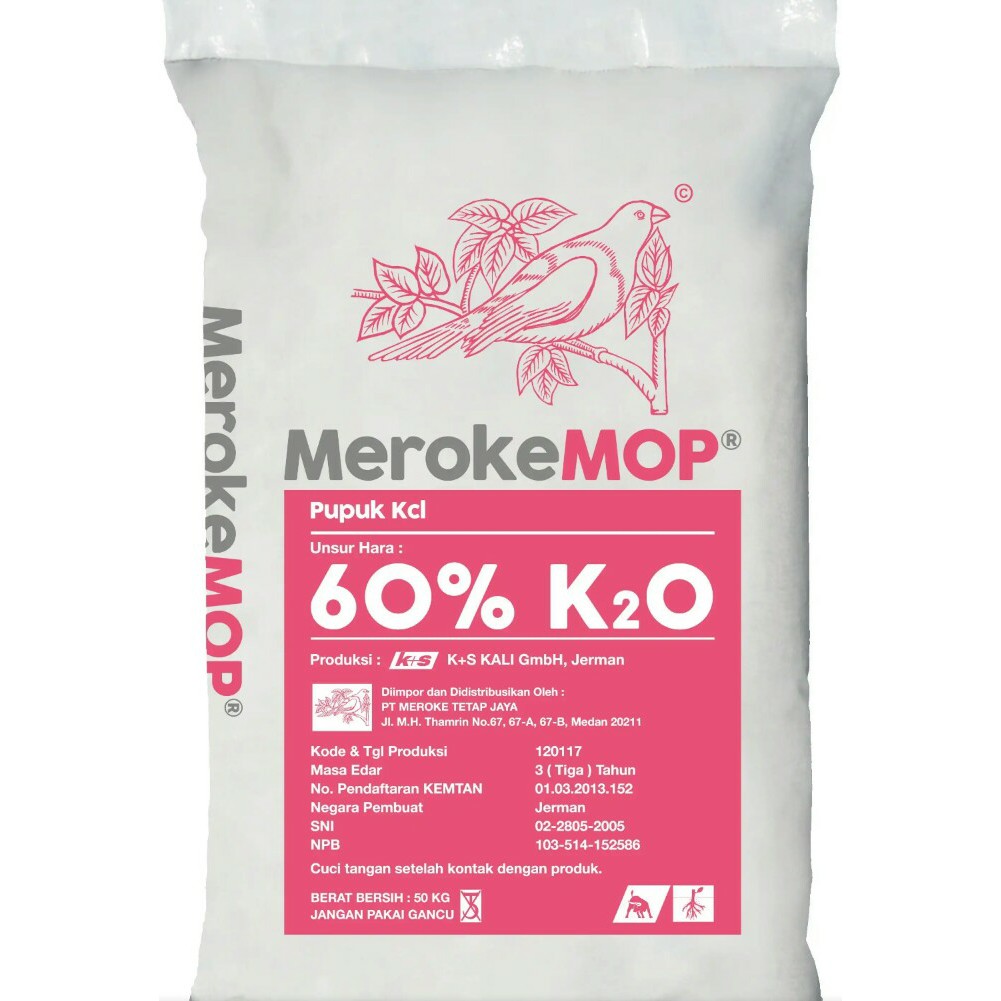 ©
MerokeMOP®
MerokeMOP®
Pupuk Kcl
Unsur Hara :
60% K₂O
Produksi : K+S K+S KALI GmbH, Jerman
Diimpor dan Didistribusikan Oleh :
PT MEROKE TETAP JAYA
Jl. M.H. Thamrin No.67, 67-A, 67-B, Medan 20211
Kode & Tgl Produksi 120117
Masa Edar 3 ( Tiga ) Tahun
No. Pendaftaran KEMTAN 01.03.2013.152
Negara Pembuat Jerman
SNI 02-2805-2005
NPB 103-514-152586
Cuci tangan setelah kontak dengan produk.
BERAT BERSIH : 50 KG
JANGAN PAKAI GANCU